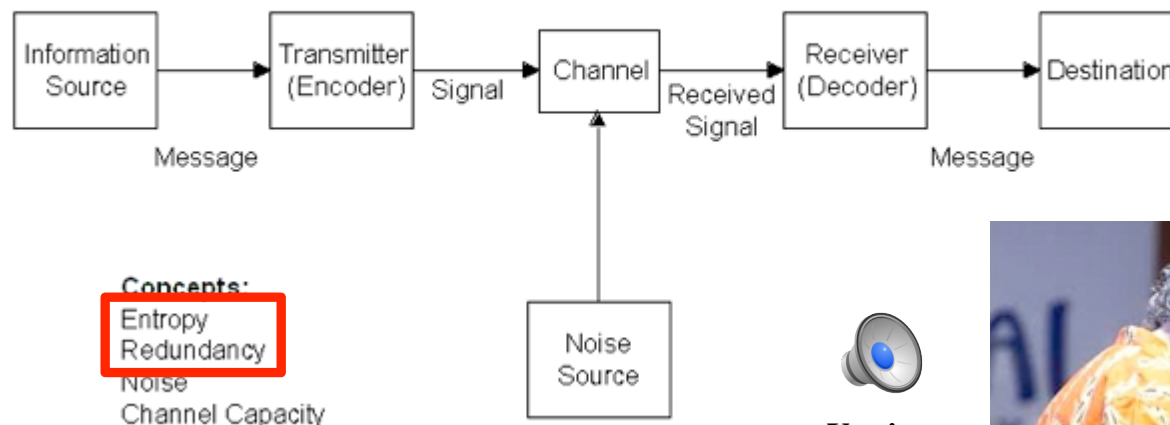 Information
Source
Transmitter
(Encoder)
Channel
Receiver
(Decoder)
Destination
Signal
Received
Signal
Message
Message
Concepts:
Entropy
Redundancy
Noise
Channel Capacity
Noise
Source